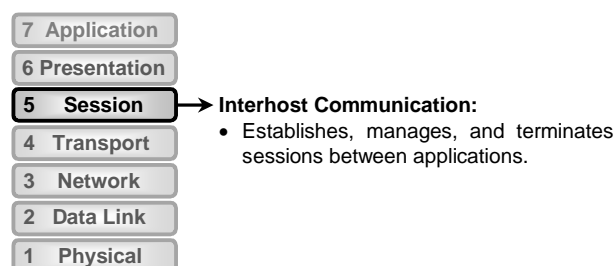 7 Application
6 Presentation
5 Session
Interhost Communication:
• Establishes, manages, and terminates
sessions between applications.
4 Transport
3 Network
2 Data Link
1 Physical